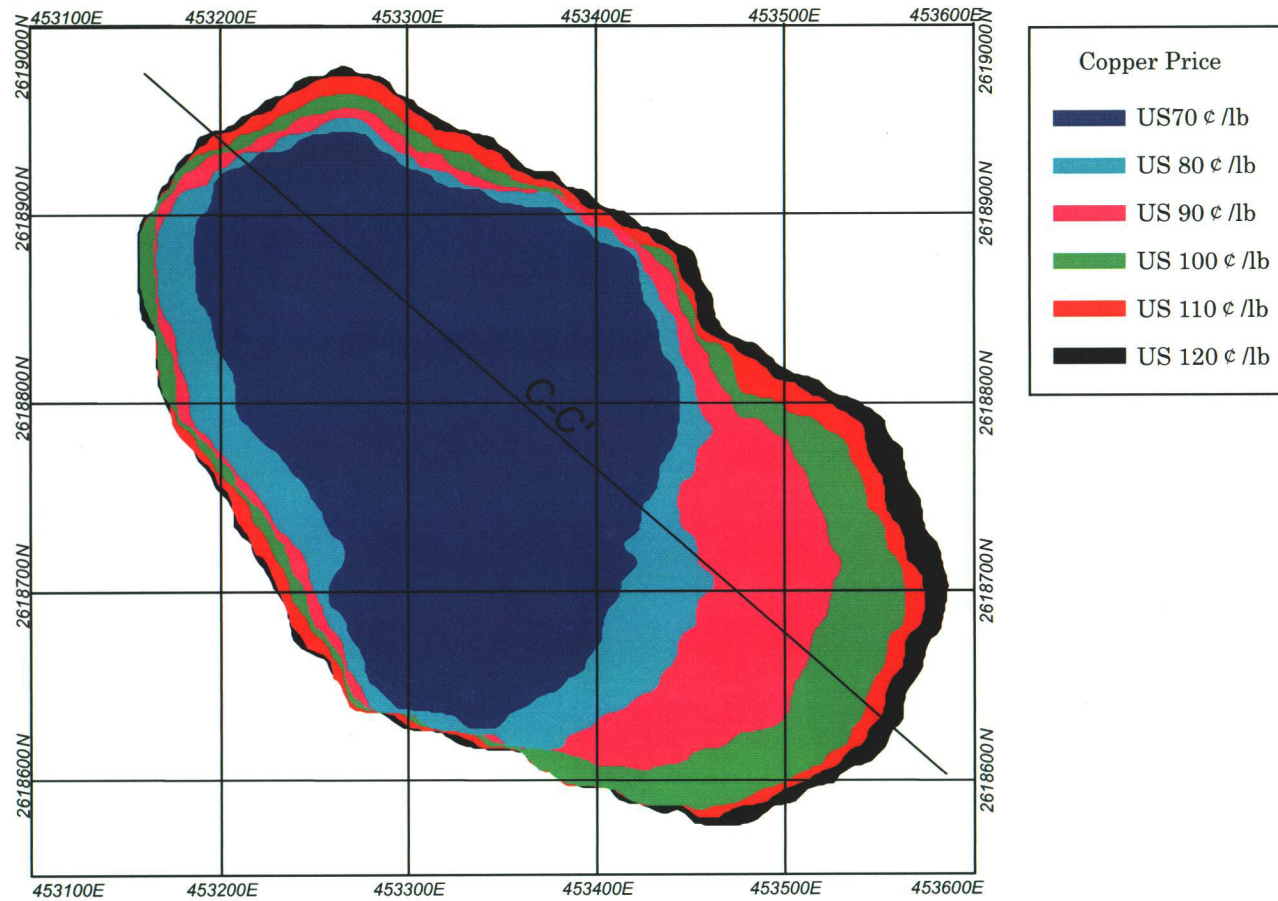 453100E 453200E 453300E 453400E 453500E 453600E
2619000N 2619000N
Copper Price
US70 ¢ /lb
US 80 ¢ /lb
US 90 ¢ /lb
US 100 ¢ /lb
US 110 ¢ /lb
US 120 ¢ /lb
2618900N 2618900N
2618800N C-C' 2618800N
2618700N 2618700N
2618600N 2618600N
453100E 453200E 453300E 453400E 453500E 453600E